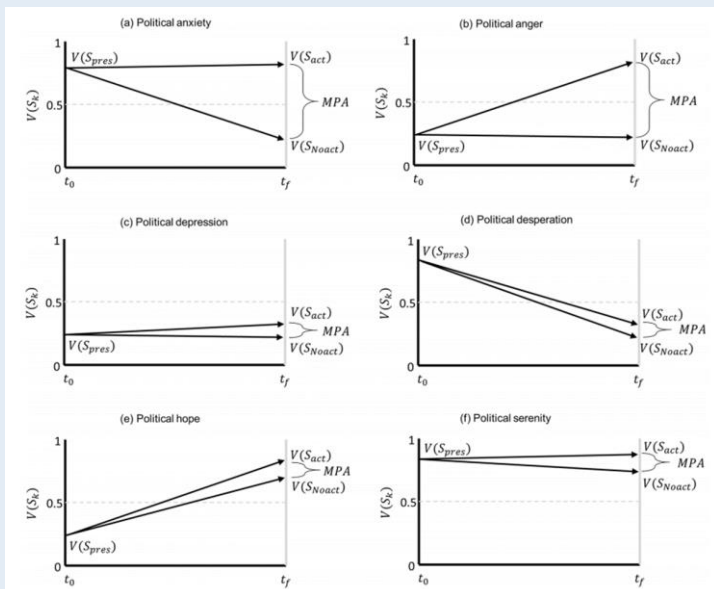 (a) Political anxiety
1
V(S_pres)
V(S_act)
V(S_k)
0.5
MPA
V(S_Noact)
0
t_0
t_f
(b) Political anger
1
V(S_act)
V(S_k)
0.5
MPA
V(S_pres)
V(S_Noact)
0
t_0
t_f
(c) Political depression
1
V(S_k)
0.5
V(S_act)
MPA
V(S_pres)
V(S_Noact)
0
t_0
t_f
(d) Political desperation
1
V(S_pres)
V(S_k)
0.5
V(S_act)
MPA
V(S_Noact)
0
t_0
t_f
(e) Political hope
1
V(S_act)
MPA
V(S_Noact)
V(S_k)
0.5
V(S_pres)
0
t_0
t_f
(f) Political serenity
1
V(S_pres)
V(S_act)
MPA
V(S_Noact)
V(S_k)
0.5
0
t_0
t_f